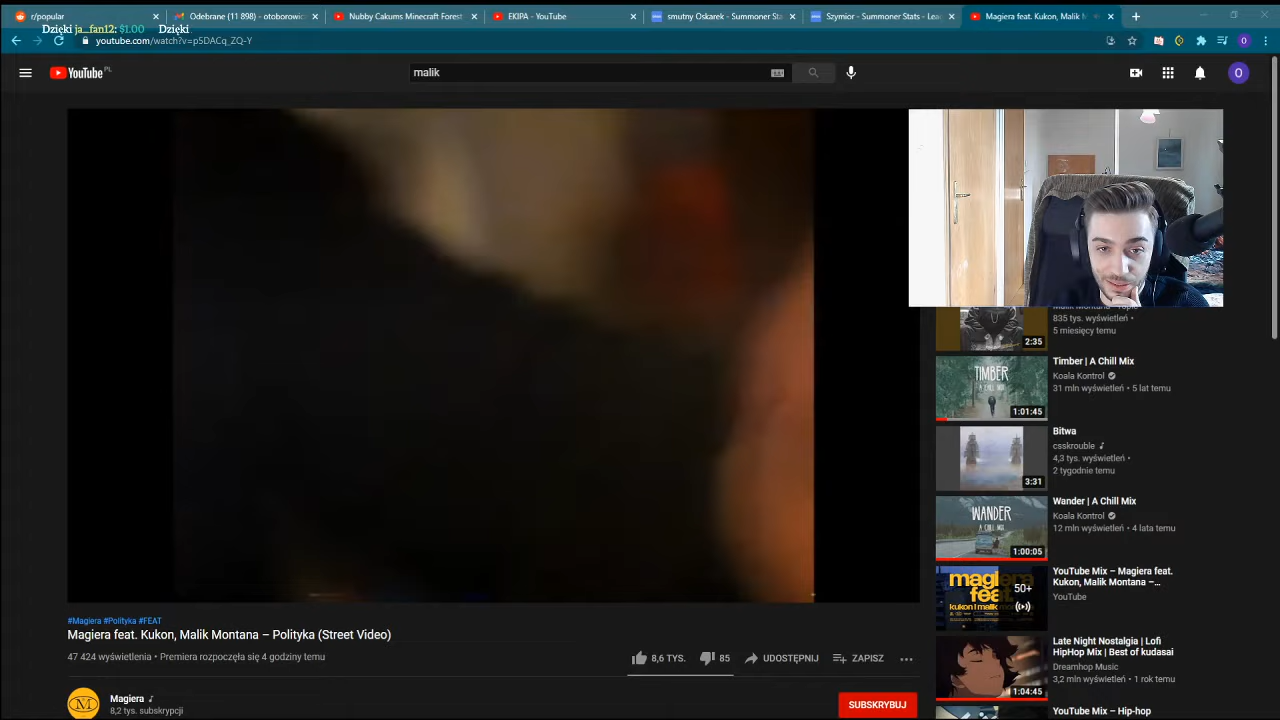 r/popular
Odebrane (11 898) - otoborowic
Nubby Cakums Minecraft Forest
EKIPA - YouTube
smutny Oskarek - Summoner Sta
Szymior - Summoner Stats - Lea
Magiera feat. Kukon, Malik M
Dzięki ja_fan12: $1.00 Dzięki
youtube.com/watch?v=p5DACq_ZQ-Y
YouTube PL
malik
O
O
835 tys. wyświetleń •
5 miesięcy temu
2:35
TIMBER
A CHILL MIX
1:01:45
Timber | A Chill Mix
Koala Kontrol
31 mln wyświetleń • 5 lat temu
3:31
Bitwa
csskrouble
4,3 tys. wyświetleń •
2 tygodnie temu
WANDER
A CHILL MIX
1:00:05
Wander | A Chill Mix
Koala Kontrol
12 mln wyświetleń • 4 lata temu
magiera
feat.
kukon i malik
50+
YouTube Mix – Magiera feat.
Kukon, Malik Montana –...
YouTube
1:04:45
Late Night Nostalgia | Lofi
HipHop Mix | Best of kudasai
Dreamhop Music
3,2 mln wyświetleń • 1 rok temu
YouTube Mix – Hip-hop
#Magiera #Polityka #FEAT
Magiera feat. Kukon, Malik Montana – Polityka (Street Video)
47 424 wyświetlenia • Premiera rozpoczęła się 4 godziny temu
8,6 TYS.
85
UDOSTĘPNIJ
ZAPISZ
M
Magiera
8,2 tys. subskrypcji
SUBSKRYBUJ